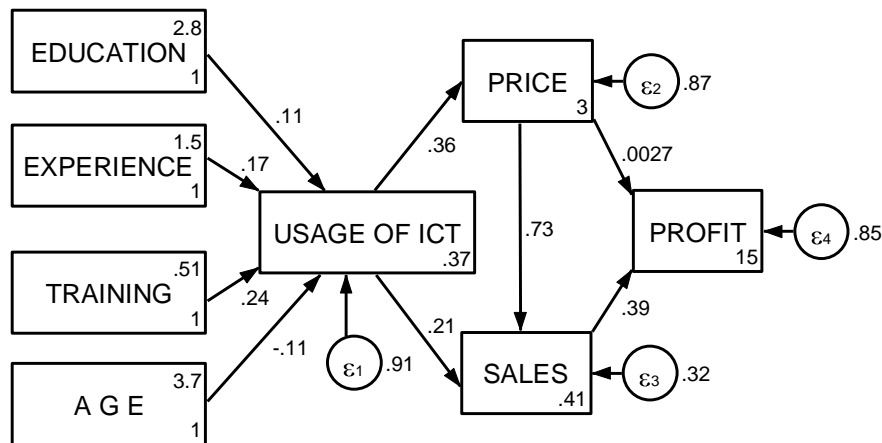 2.8
EDUCATION
1
.11
1.5
EXPERIENCE
1
.17
.51
TRAINING
1
.24
3.7
A G E
1
-.11
USAGE OF ICT
.37
ε1
.91
.36
.21
PRICE
3
ε2
.87
.73
.0027
SALES
.41
ε3
.32
.39
PROFIT
15
ε4
.85